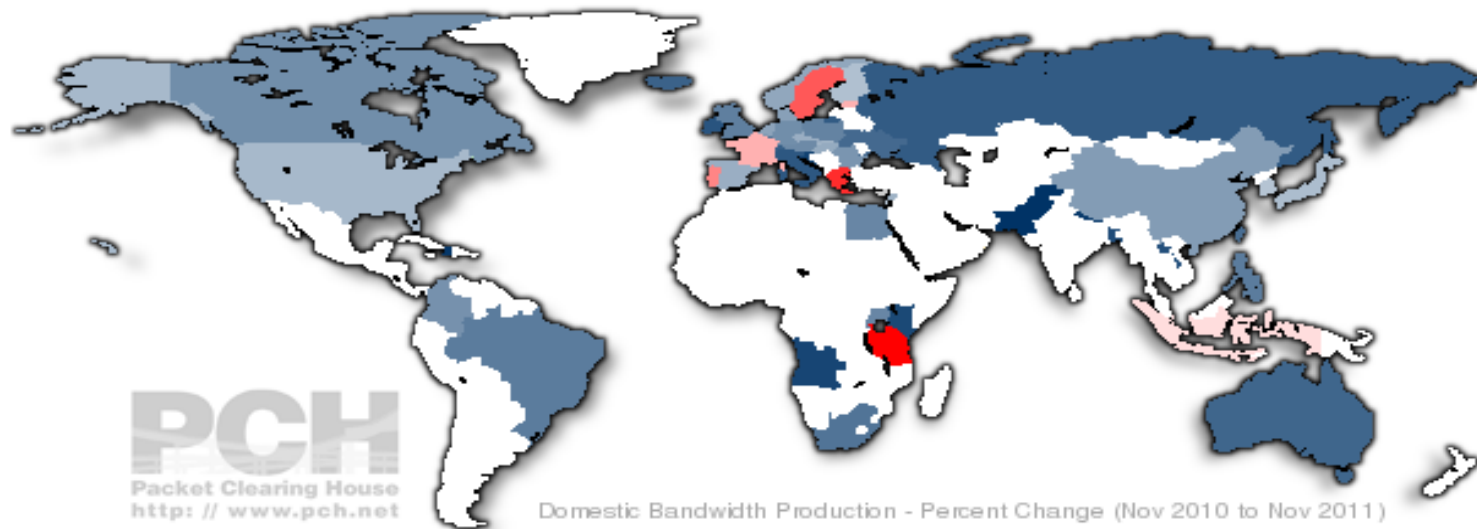 PCH
Packet Clearing House
http: // www.pch.net
Domestic Bandwidth Production - Percent Change (Nov 2010 to Nov 2011)